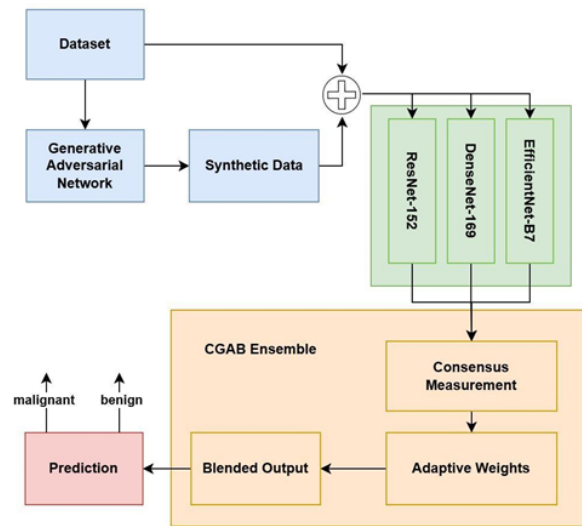 Dataset
Generative
Adversarial
Network
Synthetic Data
ResNet-152
DenseNet-169
EfficientNet-B7
CGAB Ensemble
Consensus
Measurement
malignant
benign
Prediction
Blended Output
Adaptive Weights